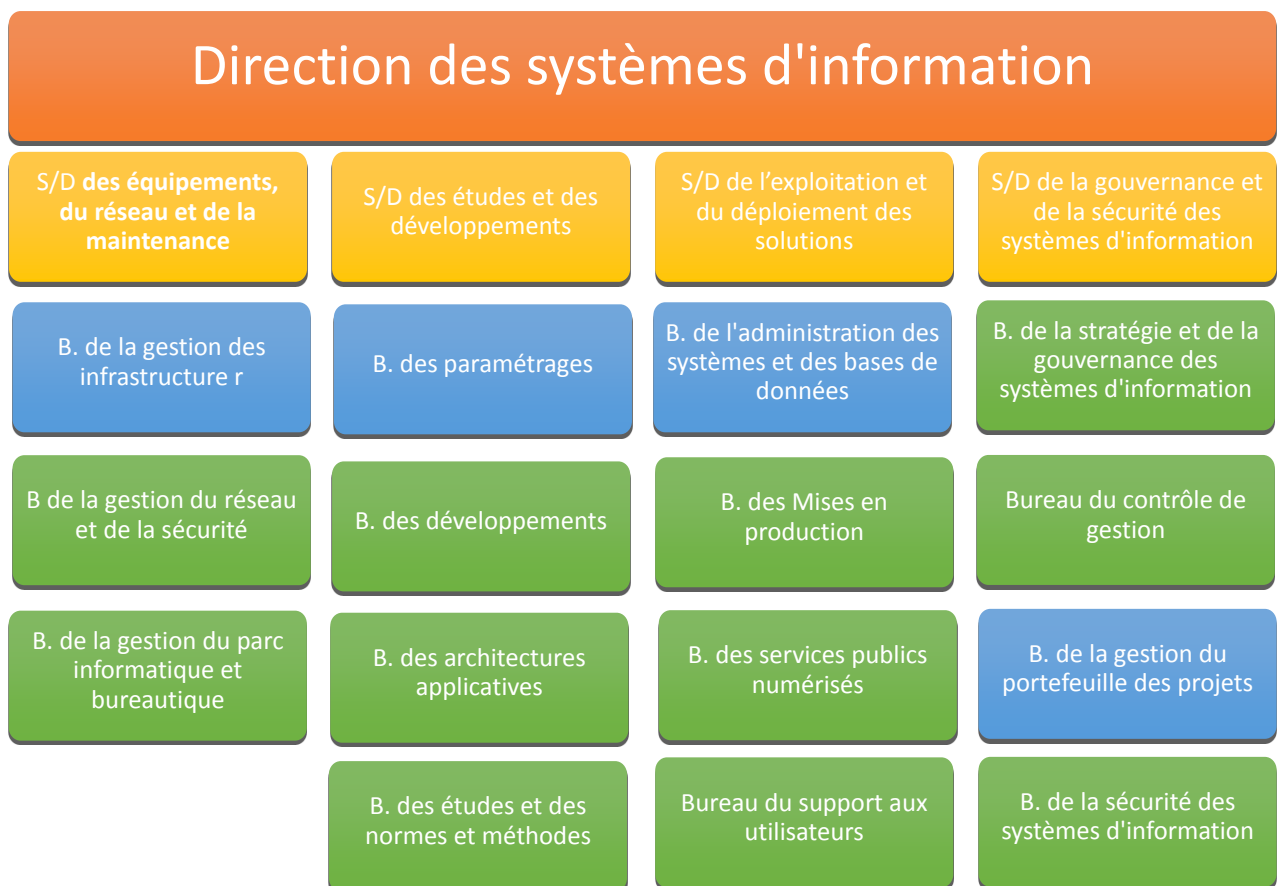 Direction des systèmes d'information
S/D des équipements,
du réseau et de la
maintenance
S/D des études et des
développements
S/D de l’exploitation et
du déploiement des
solutions
S/D de la gouvernance et
de la sécurité des
systèmes d'information
B. de la gestion des
infrastructure r
B. des paramétrages
B. de l'administration des
systèmes et des bases de
données
B. de la stratégie et de la
gouvernance des
systèmes d'information
B de la gestion du réseau
et de la sécurité
B. des développements
B. des Mises en
production
Bureau du contrôle de
gestion
B. de la gestion du parc
informatique et
bureautique
B. des architectures
applicatives
B. des services publics
numérisés
B. de la gestion du
portefeuille des projets
B. des études et des
normes et méthodes
Bureau du support aux
utilisateurs
B. de la sécurité des
systèmes d'information